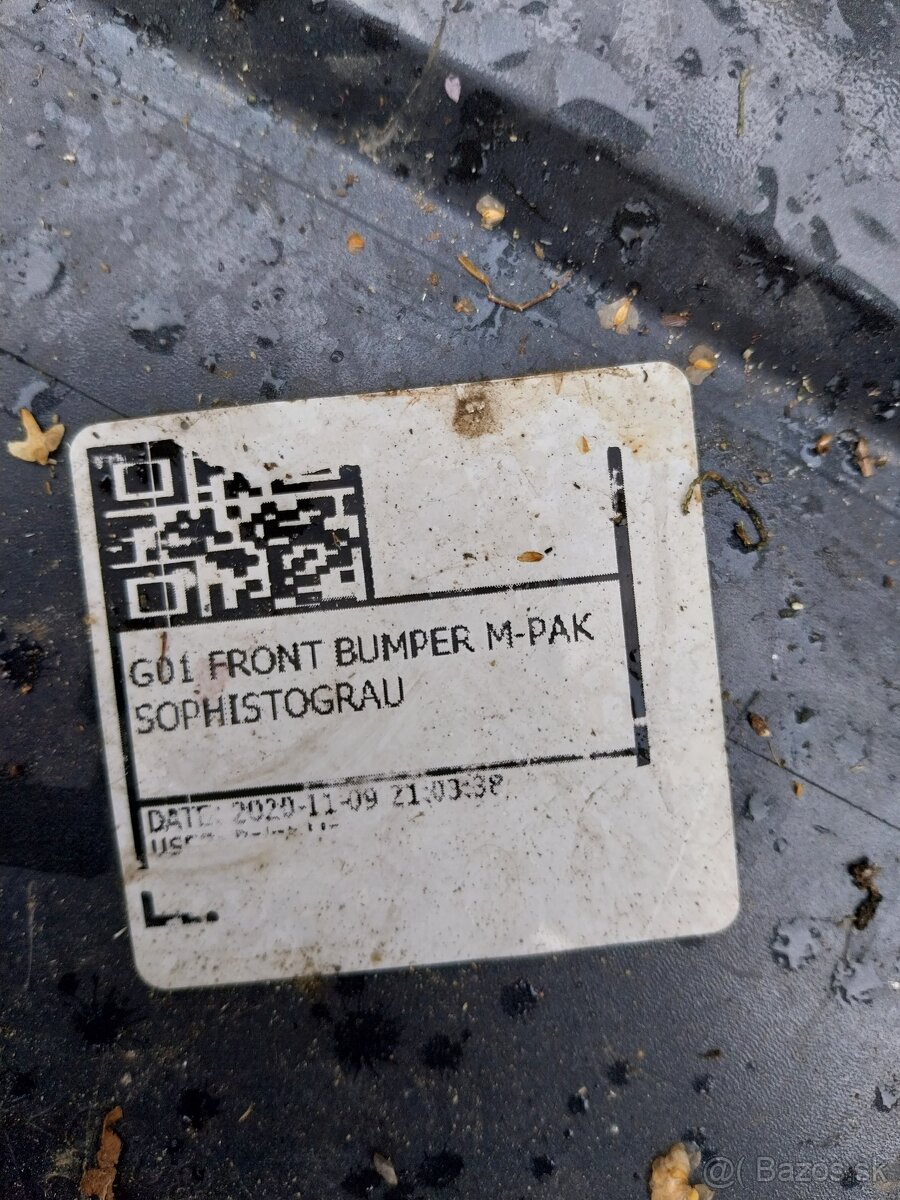 G01 FRONT BUMPER M-PAK
SOPHISTOGRAU
DATE: 2020-11-09 21:03:38
@( Bazos.sk